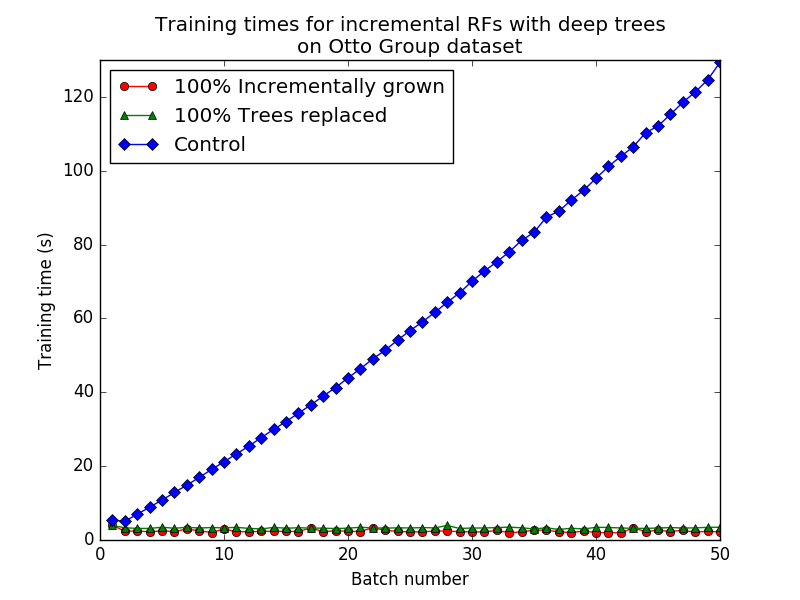 Training times for incremental RFs with deep trees
on Otto Group dataset
100% Incrementally grown
100% Trees replaced
Control
Training time (s)
120
100
80
60
40
20
0
0 10 20 30 40 50
Batch number